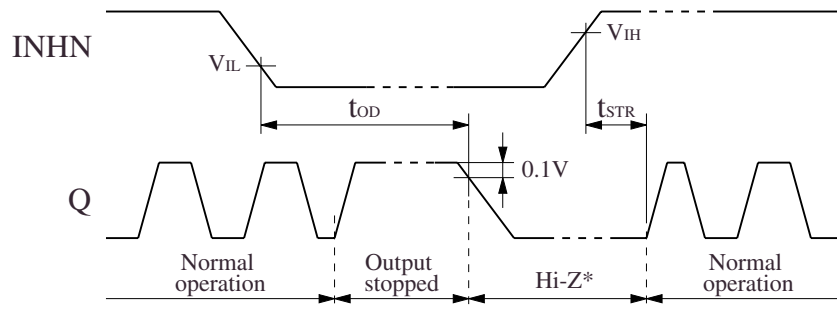 INHN
VIL
VIH
tOD
tSTR
0.1V
Q
Normal
operation
Output
stopped
Hi-Z*
Normal
operation